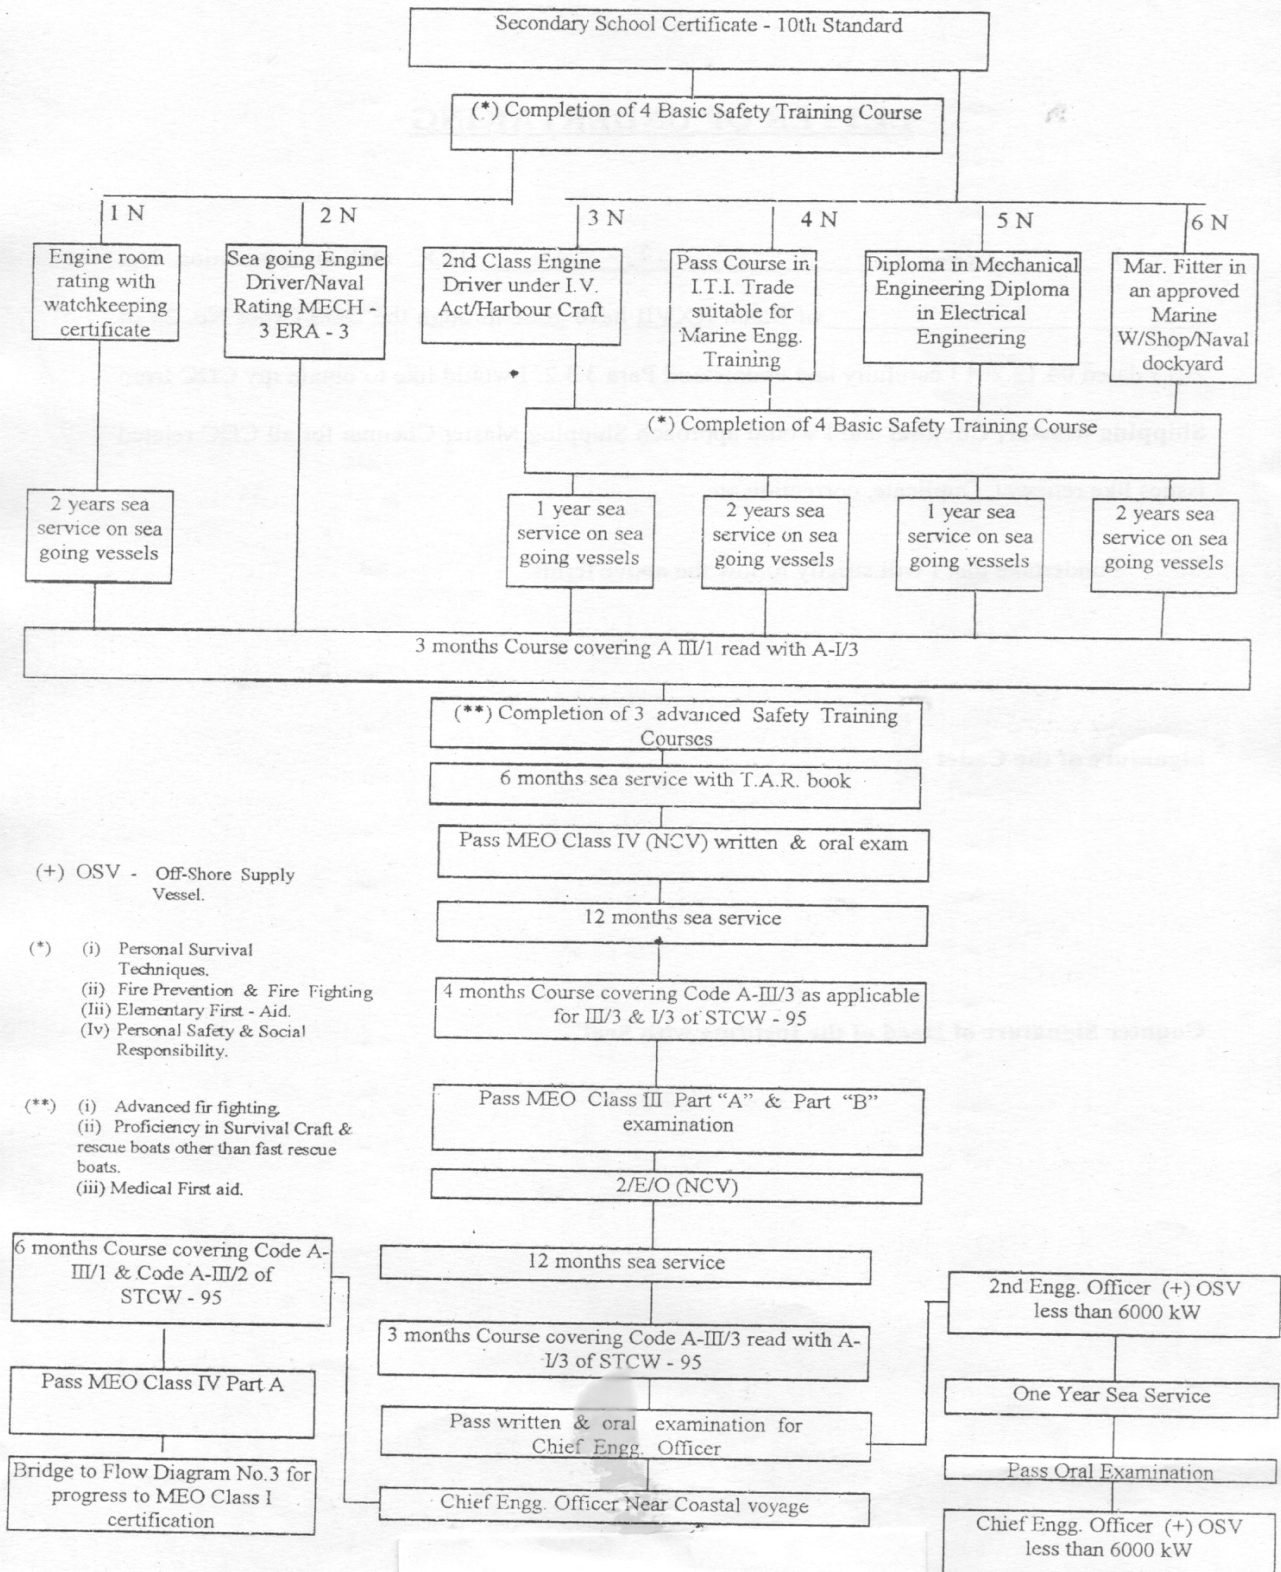 Secondary School Certificate - 10th Standard
(*) Completion of 4 Basic Safety Training Course
1 N
2 N
3 N
4 N
5 N
6 N
Engine room
rating with
watchkeeping
certificate
Sea going Engine
Driver/Naval
Rating MECH -
3 ERA - 3
2nd Class Engine
Driver under I.V.
Act/Harbour Craft
Pass Course in
I.T.I. Trade
suitable for
Marine Engg.
Training
Diploma in Mechanical
Engineering Diploma
in Electrical
Engineering
Mar. Fitter in
an approved
Marine
W/Shop/Naval
dockyard
(*) Completion of 4 Basic Safety Training Course
2 years sea
service on sea
going vessels
1 year sea
service on sea
going vessels
2 years sea
service on sea
going vessels
1 year sea
service on sea
going vessels
2 years sea
service on sea
going vessels
3 months Course covering A III/1 read with A-I/3
(**) Completion of 3 advanced Safety Training
Courses
6 months sea service with T.A.R. book
Pass MEO Class IV (NCV) written & oral exam
12 months sea service
4 months Course covering Code A-III/3 as applicable
for III/3 & I/3 of STCW - 95
Pass MEO Class III Part “A” & Part “B”
examination
2/E/O (NCV)
(+) OSV - Off-Shore Supply
Vessel.
(*) (i) Personal Survival
Techniques.
(ii) Fire Prevention & Fire Fighting
(Iii) Elementary First - Aid.
(Iv) Personal Safety & Social
Responsibility.
(**) (i) Advanced fir fighting.
(ii) Proficiency in Survival Craft &
rescue boats other than fast rescue
boats.
(iii) Medical First aid.
12 months sea service
3 months Course covering Code A-III/3 read with A-
I/3 of STCW - 95
Pass written & oral examination for
Chief Engg. Officer
Chief Engg. Officer Near Coastal voyage
6 months Course covering Code A-
III/1 & Code A-III/2 of
STCW - 95
Pass MEO Class IV Part A
Bridge to Flow Diagram No.3 for
progress to MEO Class I
certification
2nd Engg. Officer (+) OSV
less than 6000 kW
One Year Sea Service
Pass Oral Examination
Chief Engg. Officer (+) OSV
less than 6000 kW